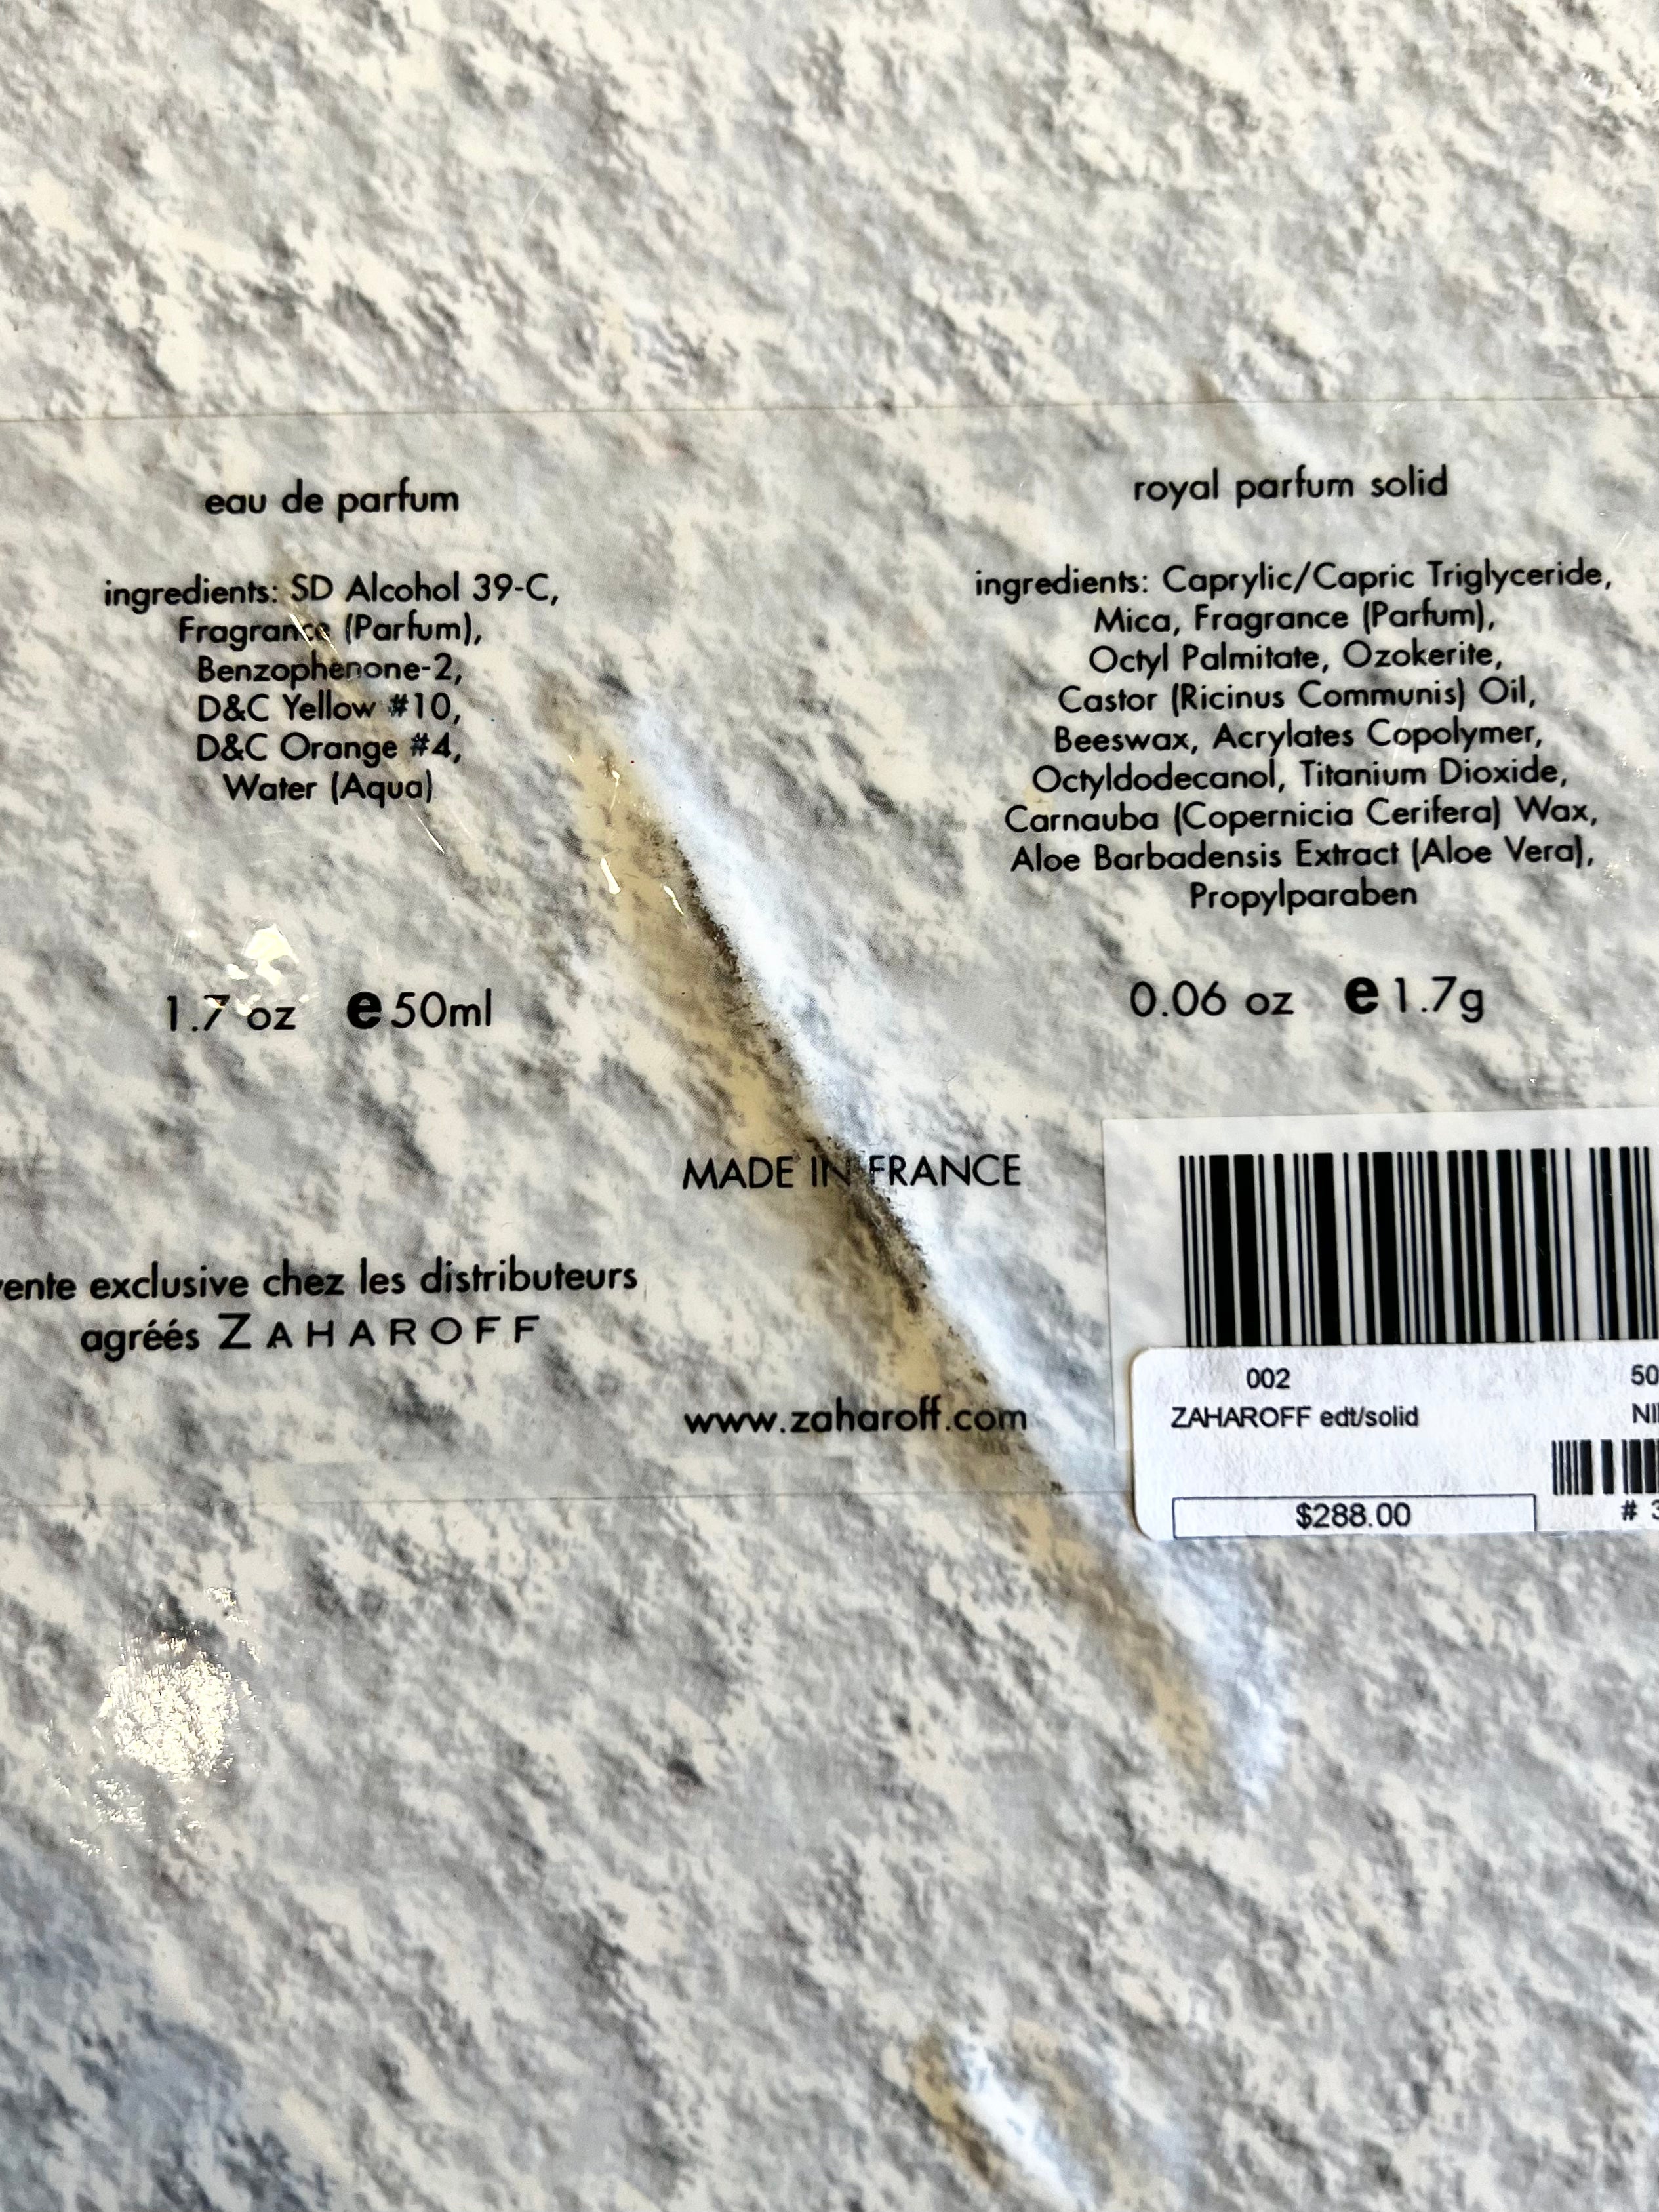 eau de parfum
ingredients: SD Alcohol 39-C,
Fragrance (Parfum),
Benzophenone-2,
D&C Yellow #10,
D&C Orange #4,
Water (Aqua)
1.7 oz e50ml
royal parfum solid
ingredients: Caprylic/Capric Triglyceride,
Mica, Fragrance (Parfum),
Octyl Palmitate, Ozokerite,
Castor (Ricinus Communis) Oil,
Beeswax, Acrylates Copolymer,
Octyldodecanol, Titanium Dioxide,
Carnauba (Copernicia Cerifera) Wax,
Aloe Barbadensis Extract (Aloe Vera),
Propylparaben
0.06 oz e1.7g
MADE IN FRANCE
vente exclusive chez les distributeurs
agréés ZAHAROFF
www.zaharoff.com
002 50
ZAHAROFF edt/solid
$288.00 # 3